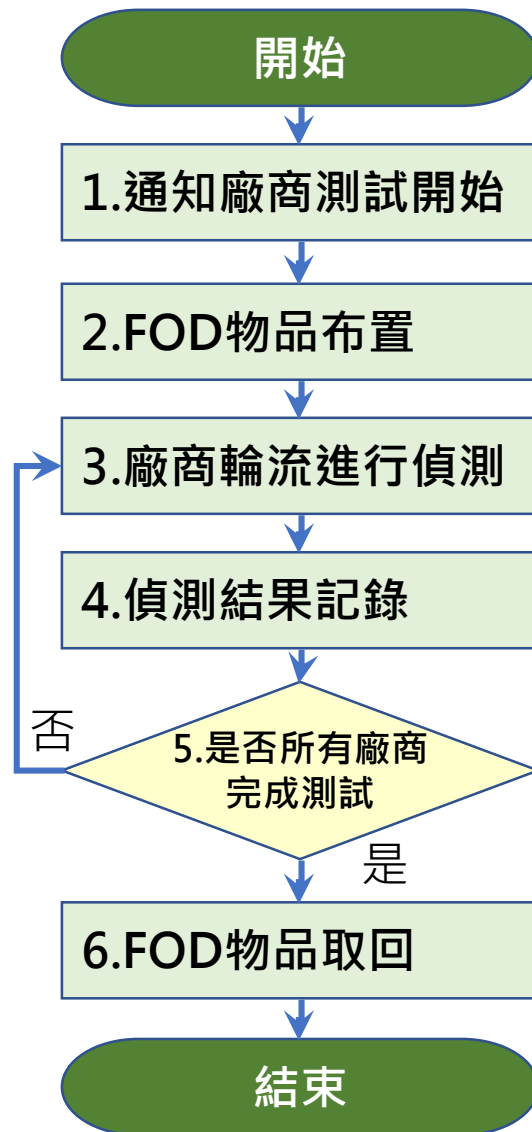 開始
1.通知廠商測試開始
2.FOD物品布置
3.廠商輪流進行偵測
4.偵測結果記錄
否
5.是否所有廠商
完成測試
是
6.FOD物品取回
結束